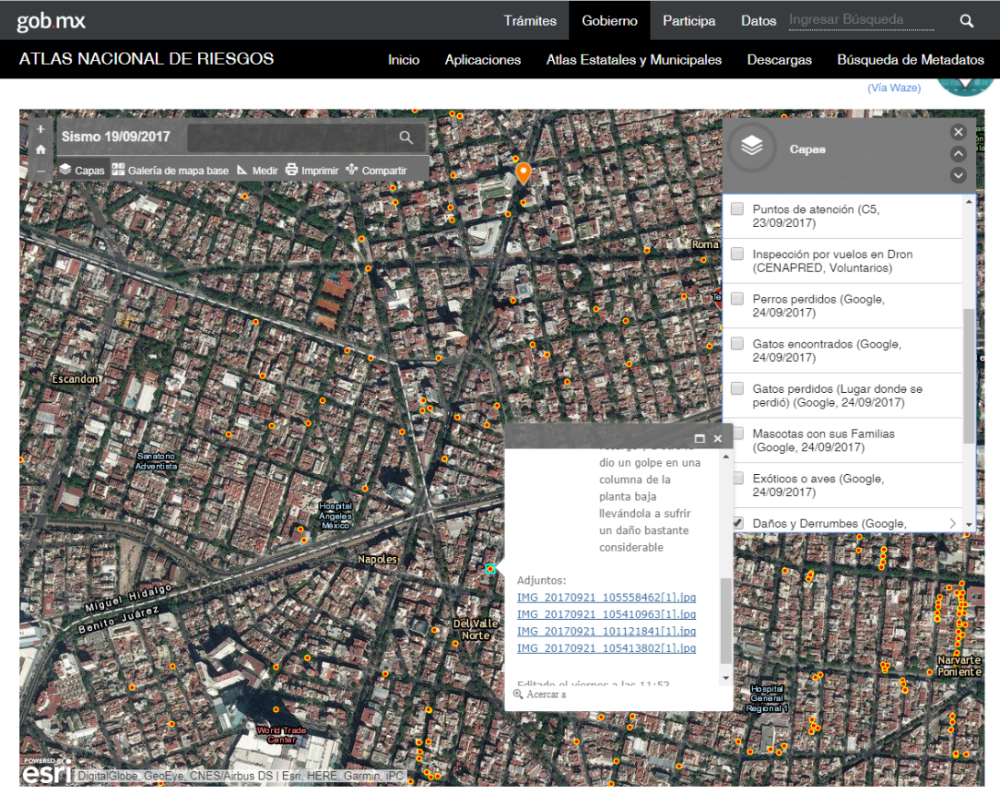 gob.mx
Trámites Gobierno Participa Datos Ingresar Búsqueda
ATLAS NACIONAL DE RIESGOS
Inicio Aplicaciones Atlas Estatales y Municipales Descargas Búsqueda de Metadatos
(Vía Waze)
Sismo 19/09/2017
Capas Galería de mapa base Medir Imprimir Compartir
Capas
Puntos de atención (C5,
23/09/2017)
Inspección por vuelos en Dron
(CENAPRED, Voluntarios)
Perros perdidos (Google,
24/09/2017)
Gatos encontrados (Google,
24/09/2017)
Gatos perdidos (Lugar donde se
perdió) (Google, 24/09/2017)
Mascotas con sus Familias
(Google, 24/09/2017)
Exóticos o aves (Google,
24/09/2017)
Daños y Derrumbes (Google,
Roma
Escandon
Sanatorio
Adventista
Hospital
Angeles
México
Napoles
Miguel Hidalgo
Benito Juárez
Del Valle
Norte
World Trade
Center
Hospital
General
Regional 1
Narvarte
Poniente
dio un golpe en una
columna de la
planta baja
llevándola a sufrir
un daño bastante
considerable
Adjuntos:
IMG_20170921_105558462[1].jpg
IMG_20170921_105410963[1].jpg
IMG_20170921_101121841[1].jpg
IMG_20170921_105413802[1].jpg
Editado el viernes a las 11:53
Acercar a
POWERED BY
esri
DigitalGlobe, GeoEye, CNES/Airbus DS | Esri, HERE, Garmin, iPC